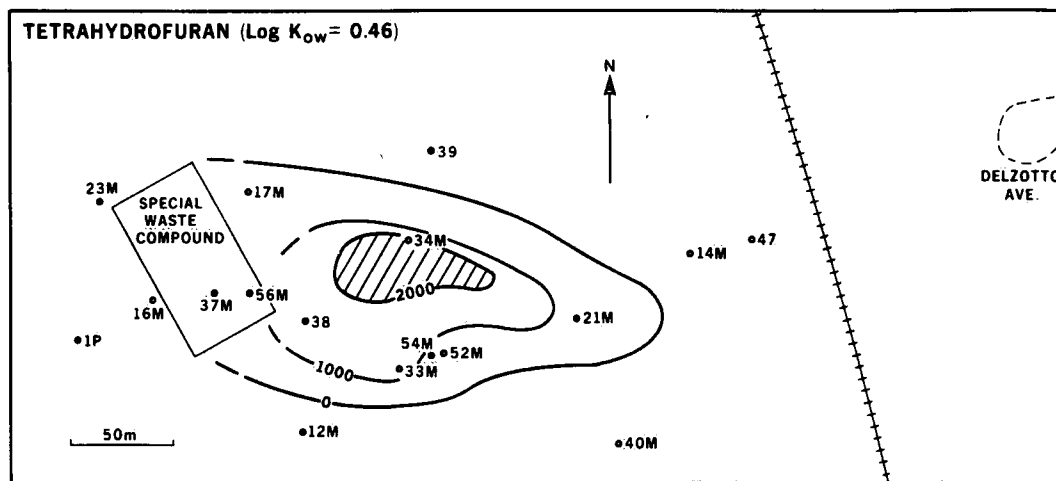 TETRAHYDROFURAN (Log Kow= 0.46)
N
39
23M
17M
SPECIAL
WASTE
COMPOUND
DELZOTTO
AVE.
34M
14M
47
2000
37M
56M
16M
38
21M
1P
54M
52M
1000
33M
0
12M
40M
50m